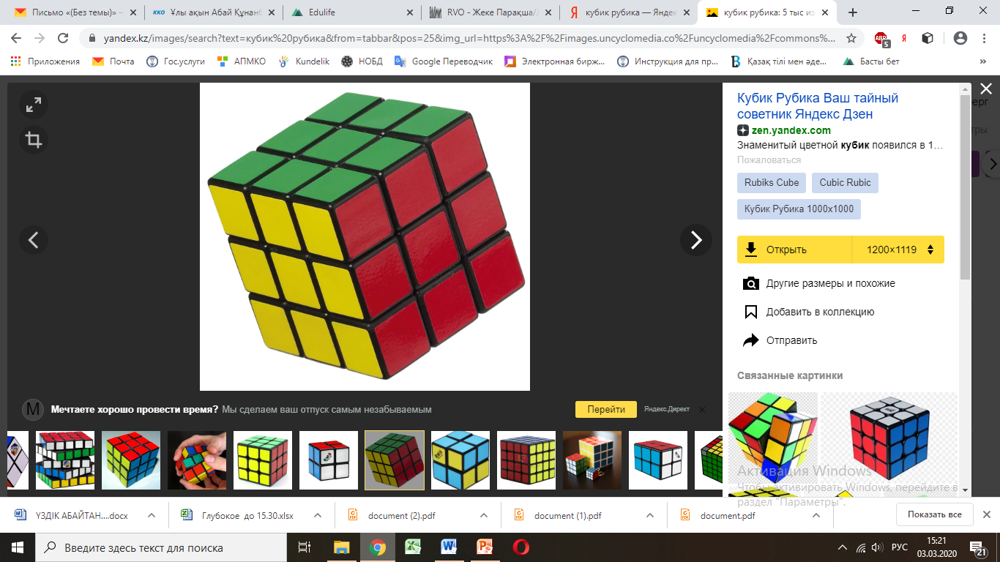 Письмо «(Без темы)» –
Ұлы ақын Абай Құнанб
Edulife
RVO - Жеке Парақша/
кубик рубика — Яндек
кубик рубика: 5 тыс из
yandex.kz/images/search?text=кубик%20рубика&from=tabbar&pos=25&img_url=https%3A%2F%2Fimages.uncyclomedia.co%2Funcyclomedia%2Fcommons%...
5
Приложения
Почта
Гос.услуги
АПМКО
Kundelik
НОБД
Google Переводчик
Электронная бирж...
Инструкция для пр...
Қазақ тілі мен әде...
Басты бет
Кубик Рубика Ваш тайный
советник Яндекс Дзен
zen.yandex.com
Знаменитый цветной кубик появился в 1…
Пожаловаться
Rubiks Cube
Cubic Rubic
Кубик Рубика 1000x1000
Открыть
1200×1119
Другие размеры и похожие
Добавить в коллекцию
Отправить
Связанные картинки
М
Мечтаете хорошо провести время? Мы сделаем ваш отпуск самым незабываемым
Перейти
Яндекс.Директ
Активация Windows
Чтобы активировать Windows, перейдите в
раздел "Параметры".
ҮЗДІК АБАЙТАН....docx
Глубокое до 15.30.xlsx
document (2).pdf
document (1).pdf
document.pdf
Показать все
Введите здесь текст для поиска
РУС
15:21
03.03.2020
21